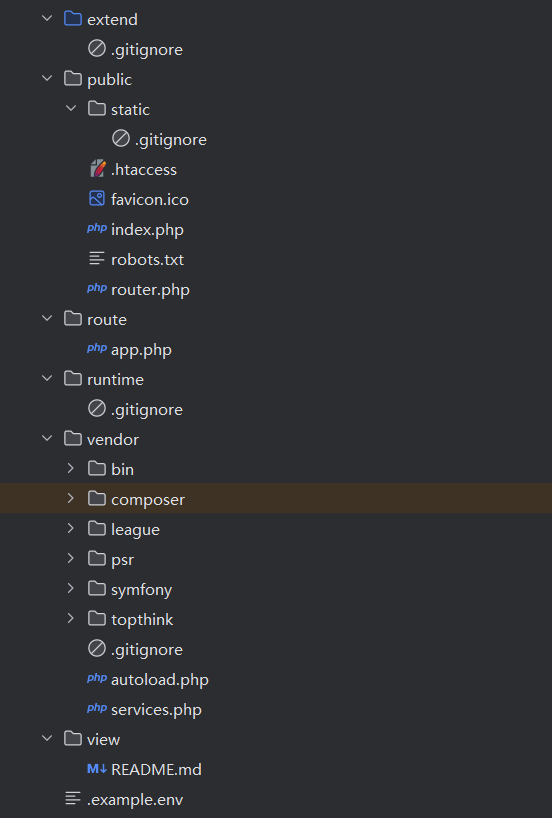 extend
.gitignore
public
static
.gitignore
.htaccess
favicon.ico
php index.php
robots.txt
php router.php
route
php app.php
runtime
.gitignore
vendor
bin
composer
league
psr
symfony
topthink
.gitignore
php autoload.php
php services.php
view
M↓ README.md
.example.env